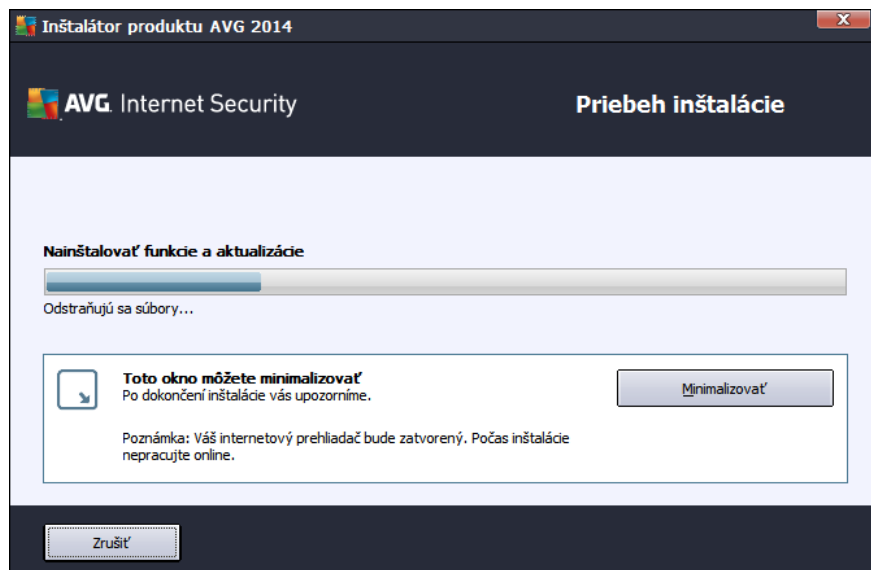 Inštalátor produktu AVG 2014
AVG. Internet Security
Priebeh inštalácie
Nainštalovať funkcie a aktualizácie
Odstraňujú sa súbory...
Toto okno môžete minimalizovať
Po dokončení inštalácie vás upozorníme.
Minimalizovať
Poznámka: Váš internetový prehliadač bude zatvorený. Počas inštalácie
nepracujte online.
Zrušiť